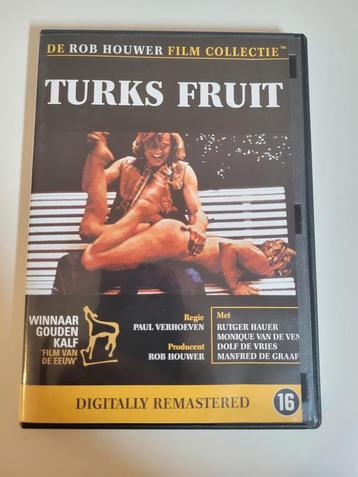 DE ROB HOUWER FILM COLLECTIE™
TURKS FRUIT
WINNAAR
GOUDEN
KALF
'FILM VAN
DE EEUW'
Regie
PAUL VERHOEVEN
Producent
ROB HOUWER
Met
RUTGER HAUER
MONIQUE VAN DE VEN
DOLF DE VRIES
MANFRED DE GRAAF
DIGITALLY REMASTERED
16